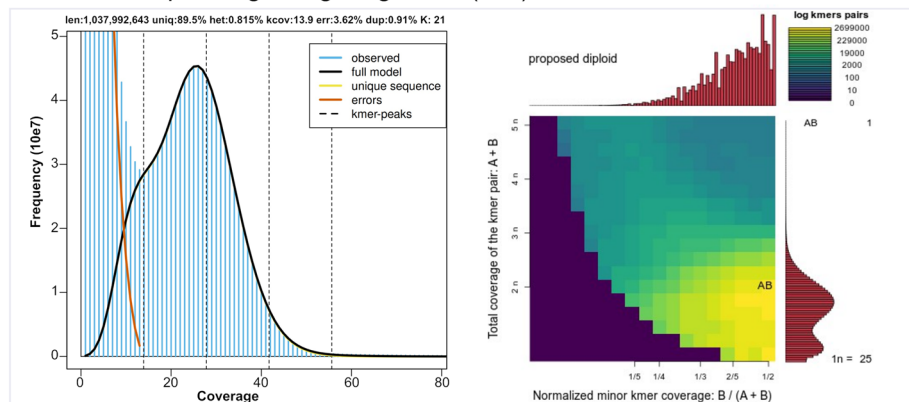 len:1,037,992,643 uniq:89.5% het:0.815% kcov:13.9 err:3.62% dup:0.91% K: 21
5
4
3
2
1
0
Frequency (10e7)
observed
full model
unique sequence
errors
kmer-peaks
0 20 40 60 80
Coverage
proposed diploid
log kmers pairs
2699000
229000
19000
2000
100
10
0
5 n
4 n
3 n
2 n
Total coverage of the kmer pair: A + B
AB
AB 1
1n = 25
1/5 1/4 1/3 2/5 1/2
Normalized minor kmer coverage: B / (A + B)